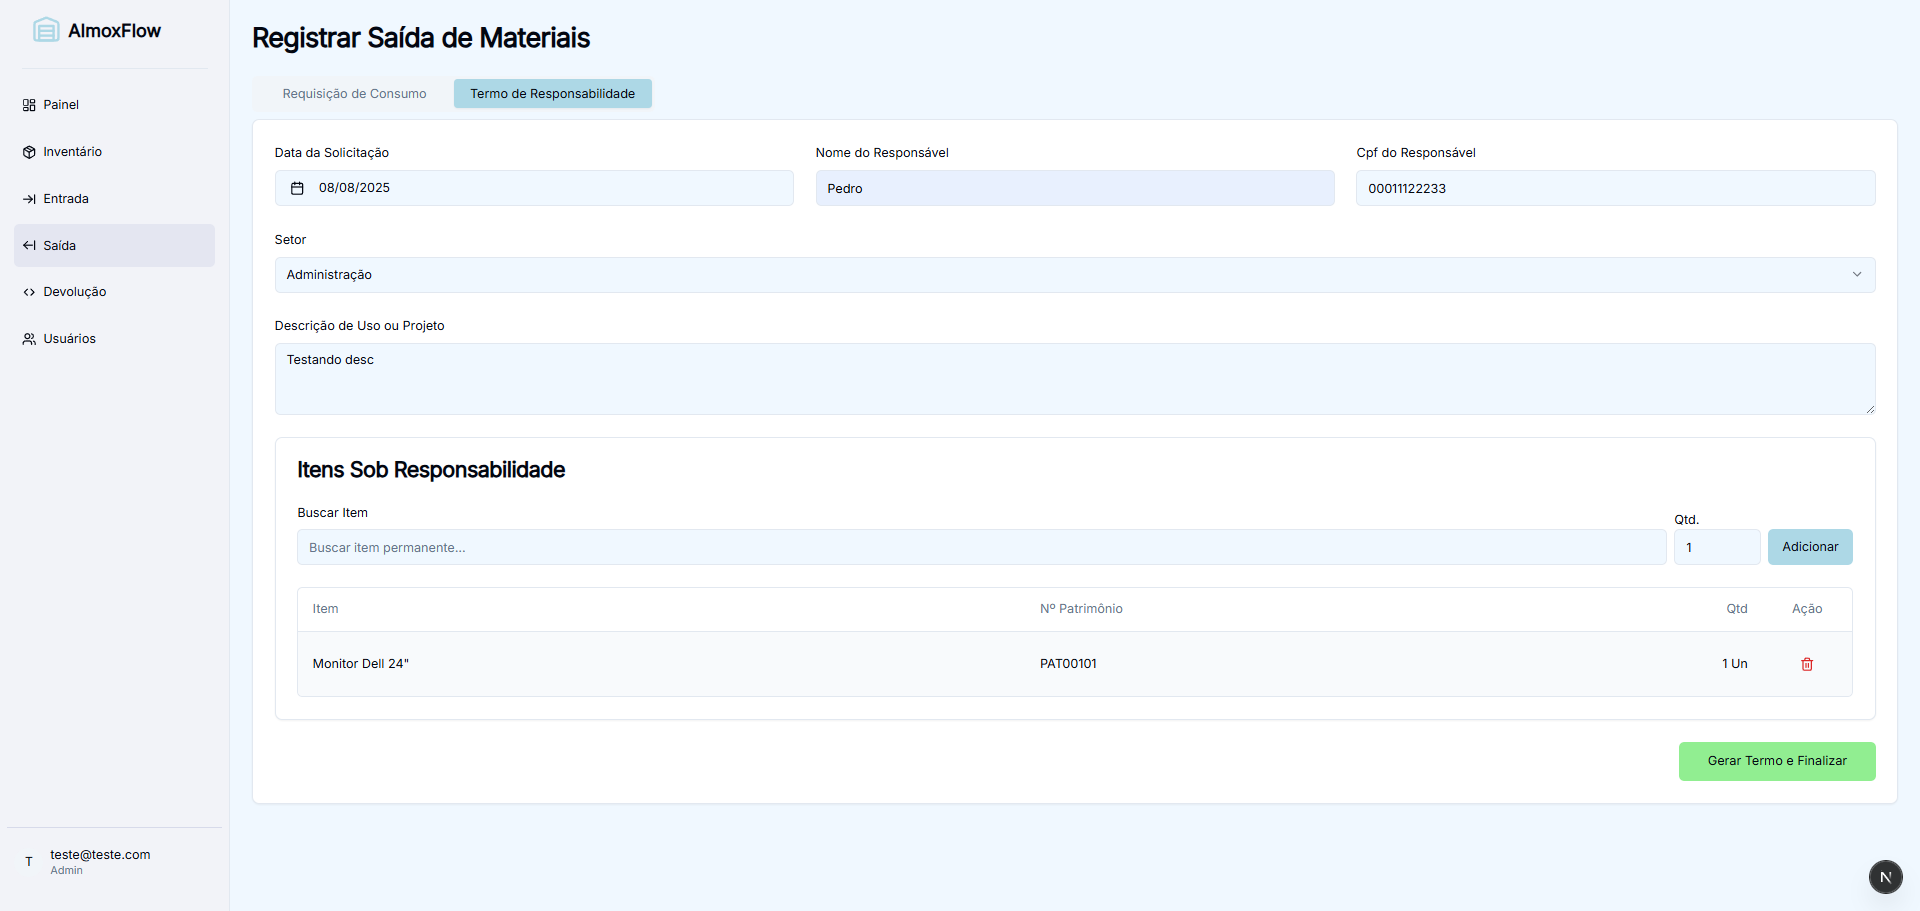 AlmoxFlow
Painel
Inventário
Entrada
Saída
Devolução
Usuários
teste@teste.com
T
Admin
Registrar Saída de Materiais
Requisição de Consumo
Termo de Responsabilidade
Data da Solicitação
08/08/2025
Nome do Responsável
Pedro
Cpf do Responsável
00011122233
Setor
Administração
Descrição de Uso ou Projeto
Testando desc
Itens Sob Responsabilidade
Buscar Item
Buscar item permanente...
Qtd.
1
Adicionar
Item Nº Patrimônio Qtd Ação
Monitor Dell 24" PAT00101 1 Un
Gerar Termo e Finalizar
N